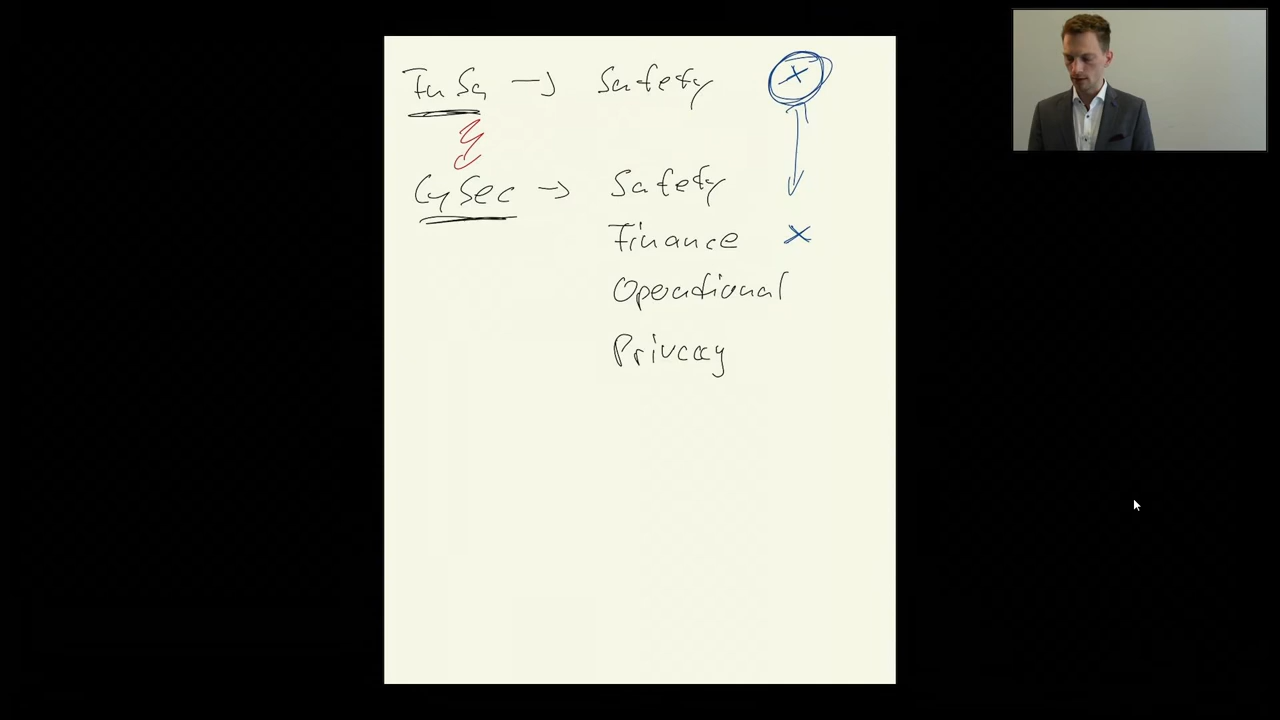 FuSa → Safety x
CySec → Safety
Finance x
Operational
Privacy